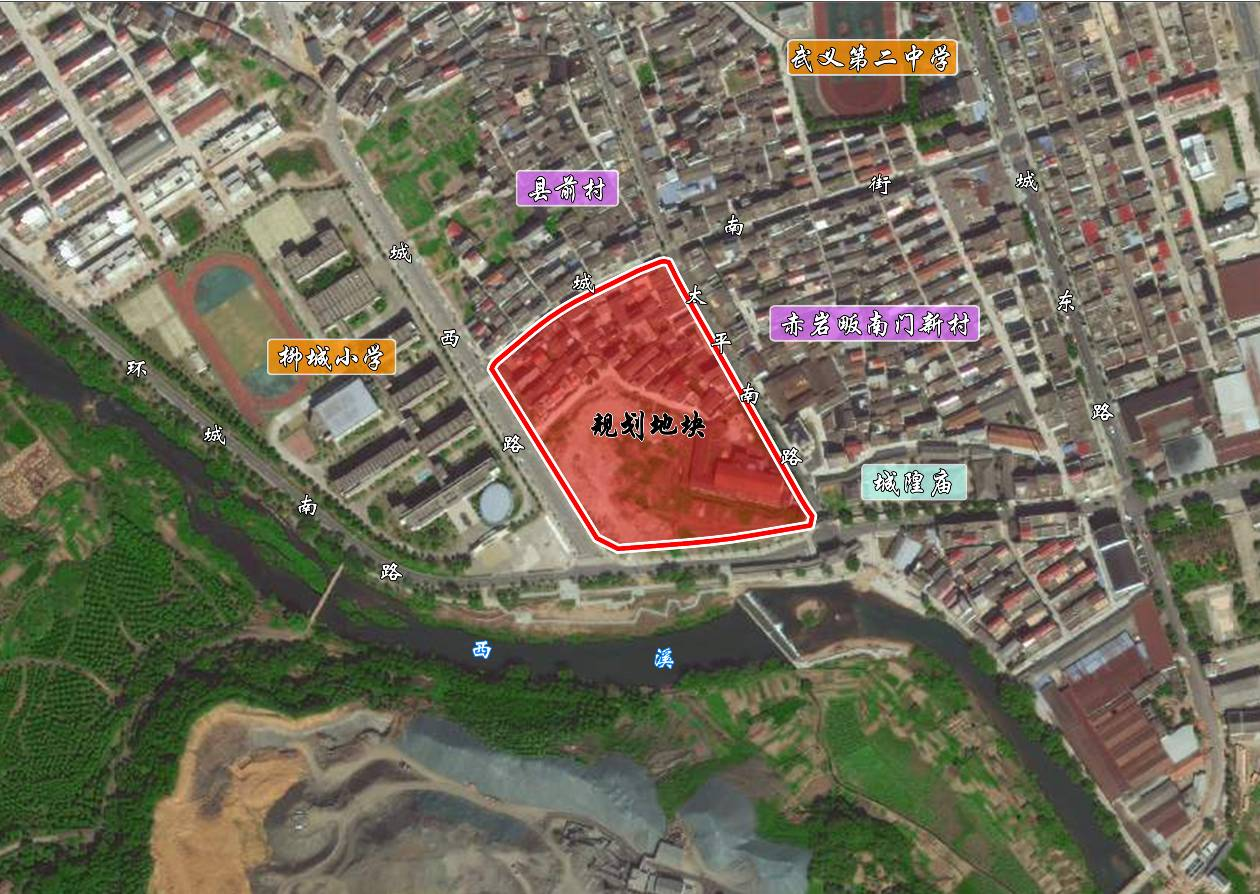 武义第二中学
县前村
城南街
城东路
城西路
太平南路
赤岩畈南门新村
柳城小学
规划地块
城隍庙
环城南路
西溪